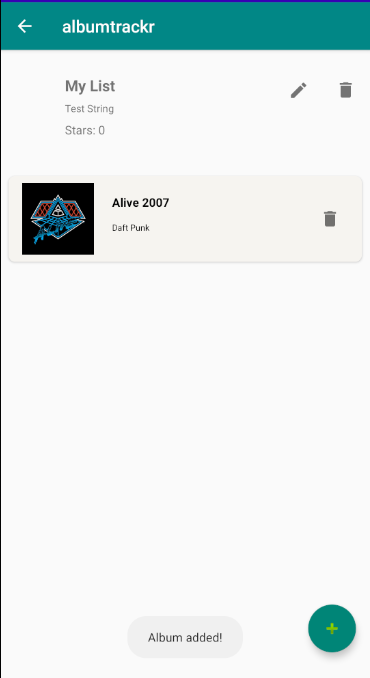 albumtrackr
My List
Test String
Stars: 0
Alive 2007
Daft Punk
Album added!